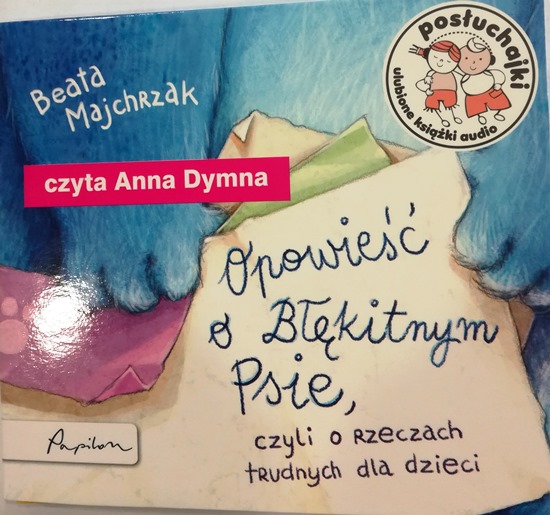 Beata
Majchrzak
posłuchajki
ulubione książki audio
czyta Anna Dymna
Opowieść
o Błękitnym
Psie,
czyli o rzeczach
trudnych dla dzieci
Papilon